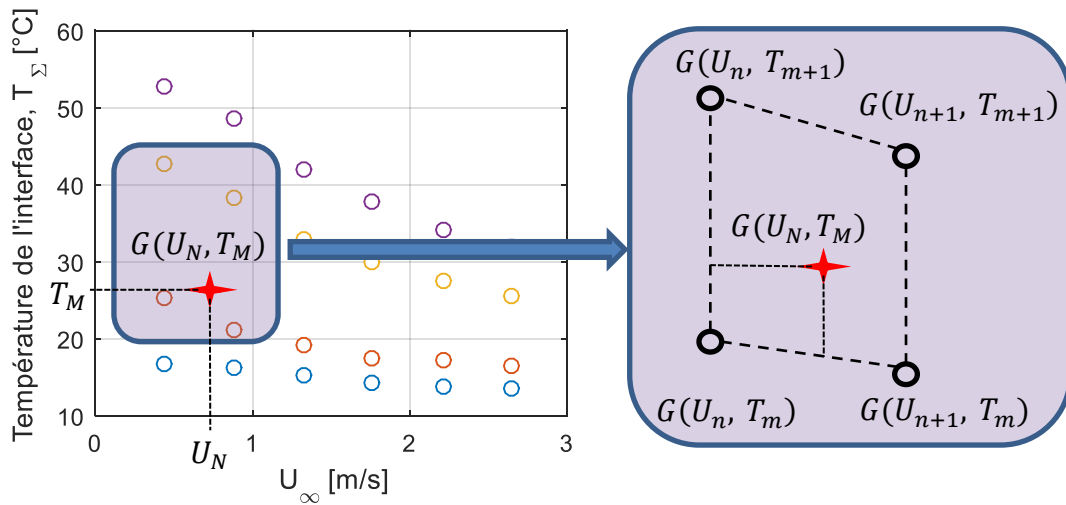 Température de l'interface, T_Σ [°C]
60
50
40
30
20
10
0
1
2
3
U_∞ [m/s]
G(U_N, T_M)
T_M
U_N
G(U_n, T_{m+1})
G(U_{n+1}, T_{m+1})
G(U_N, T_M)
G(U_n, T_m)
G(U_{n+1}, T_m)